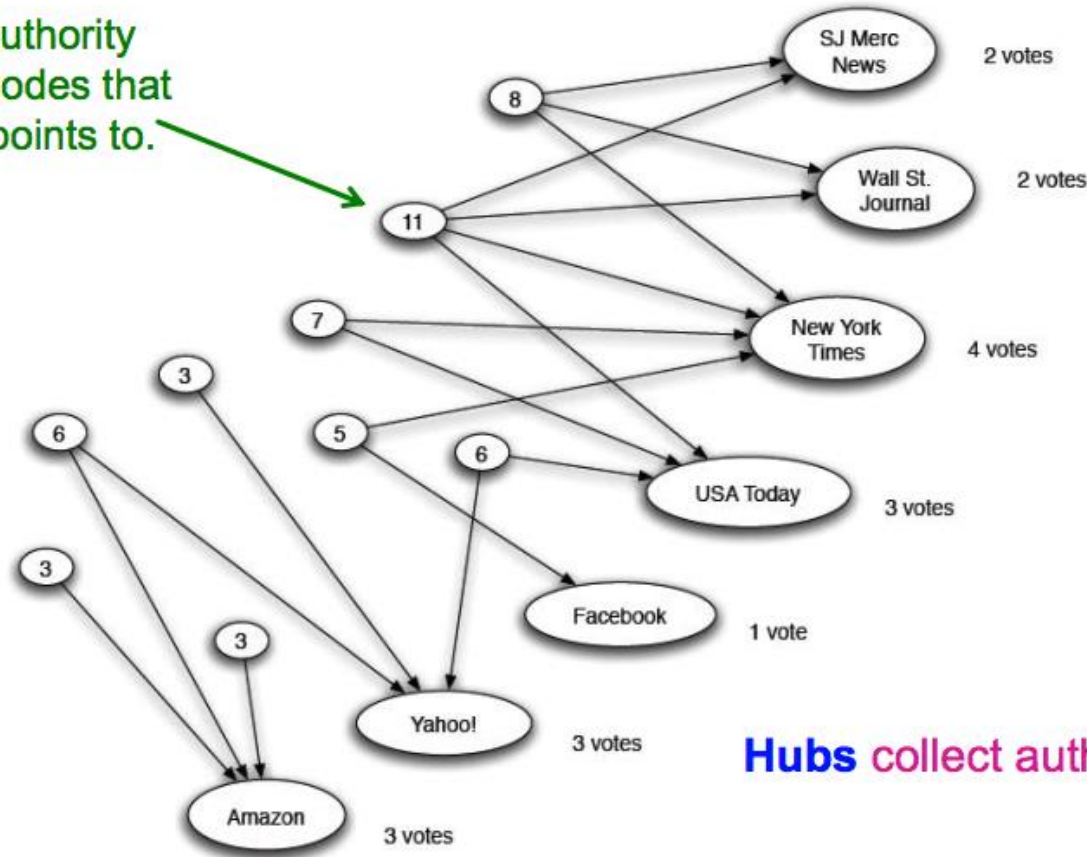 uthority
odes that
points to.
SJ Merc
News
2 votes
8
Wall St.
Journal
2 votes
11
7
New York
Times
4 votes
3
6
5
6
USA Today
3 votes
3
Facebook
1 vote
3
Yahoo!
3 votes
Hubs collect auth
Amazon
3 votes